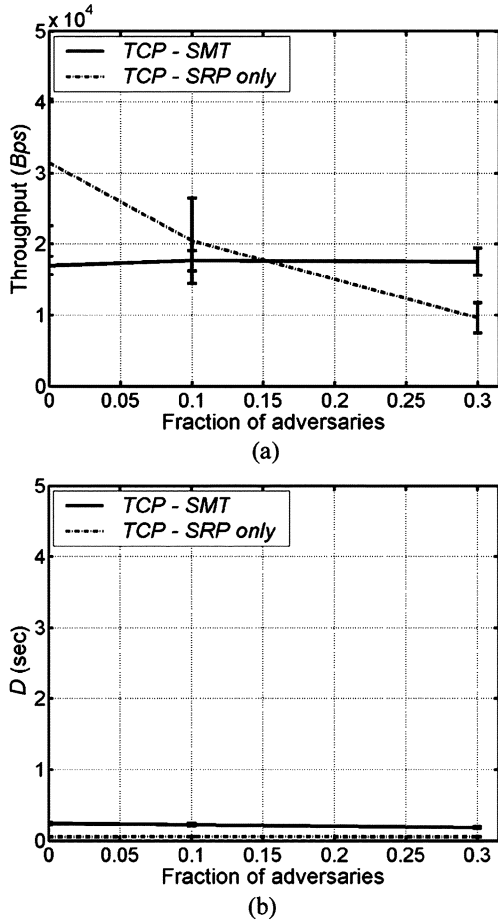 5 × 10⁴
TCP - SMT
TCP - SRP only
4
3
2
1
0
Throughput (Bps)
0 0.05 0.1 0.15 0.2 0.25 0.3
Fraction of adversaries
(a)
5
TCP - SMT
TCP - SRP only
4
3
2
1
0
D (sec)
0 0.05 0.1 0.15 0.2 0.25 0.3
Fraction of adversaries
(b)